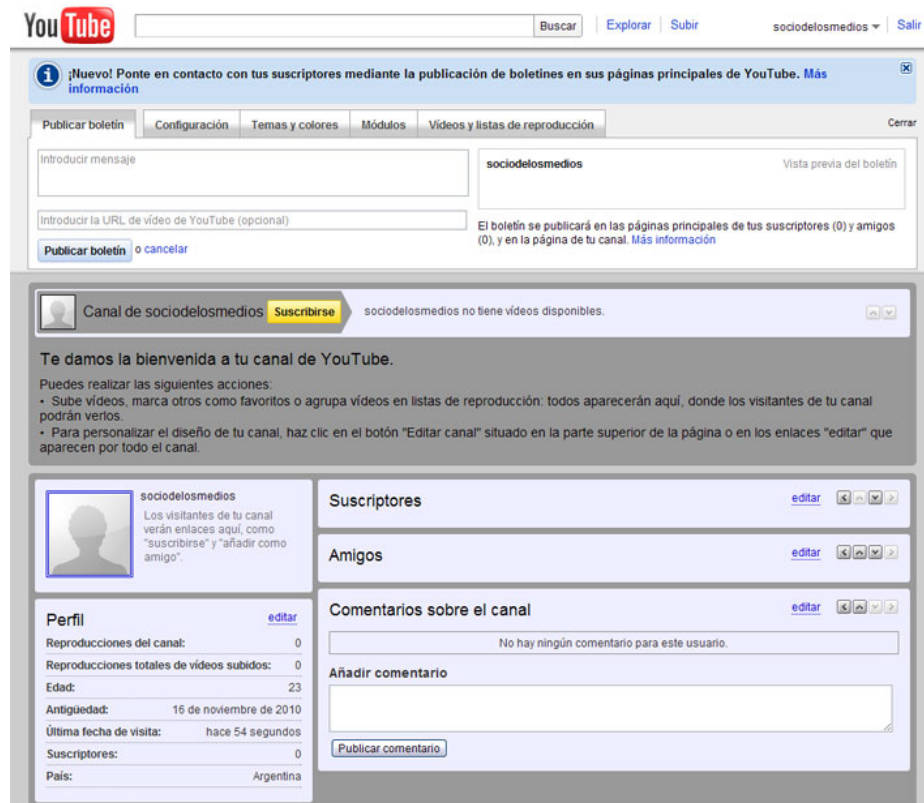 YouTube
Buscar
Explorar
Subir
sociodelosmedios
Salir
¡Nuevo! Ponte en contacto con tus suscriptores mediante la publicación de boletines en sus páginas principales de YouTube. Más
información
Publicar boletín
Configuración
Temas y colores
Módulos
Vídeos y listas de reproducción
Cerrar
Introducir mensaje
sociodelosmedios
Vista previa del boletín
Introducir la URL de vídeo de YouTube (opcional)
El boletín se publicará en las páginas principales de tus suscriptores (0) y amigos
(0), y en la página de tu canal. Más información
Publicar boletín o cancelar
Canal de sociodelosmedios
Suscribirse
sociodelosmedios no tiene vídeos disponibles.
Te damos la bienvenida a tu canal de YouTube.
Puedes realizar las siguientes acciones:
• Sube vídeos, marca otros como favoritos o agrupa vídeos en listas de reproducción: todos aparecerán aquí, donde los visitantes de tu canal
podrán verlos.
• Para personalizar el diseño de tu canal, haz clic en el botón "Editar canal" situado en la parte superior de la página o en los enlaces "editar" que
aparecen por todo el canal.
sociodelosmedios
Los visitantes de tu canal
verán enlaces aquí, como
"suscribirse" y "añadir como
amigo".
Perfil
editar
Reproducciones del canal: 0
Reproducciones totales de vídeos subidos: 0
Edad: 23
Antigüedad: 16 de noviembre de 2010
Última fecha de visita: hace 54 segundos
Suscriptores: 0
País: Argentina
Suscriptores
editar
Amigos
editar
Comentarios sobre el canal
editar
No hay ningún comentario para este usuario.
Añadir comentario
Publicar comentario